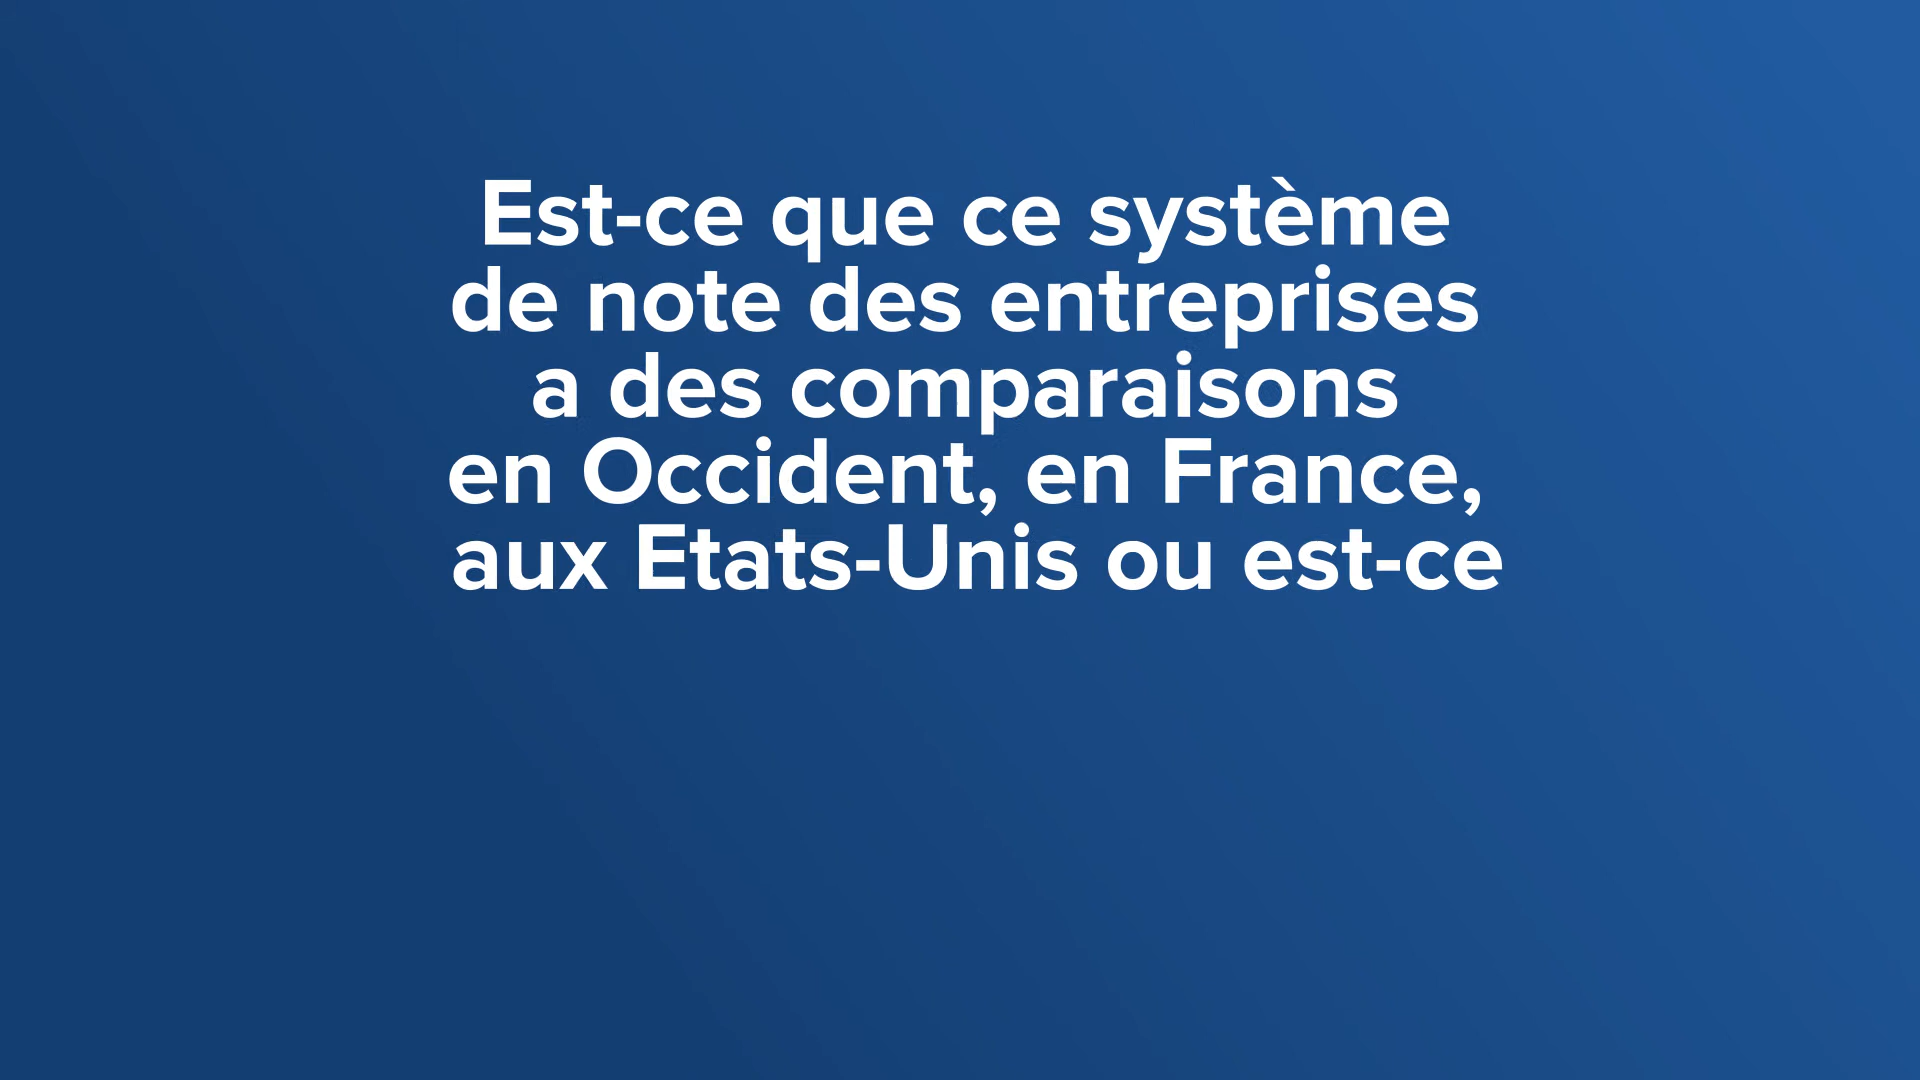 Est-ce que ce système
de note des entreprises
a des comparaisons
en Occident, en France,
aux Etats-Unis ou est-ce